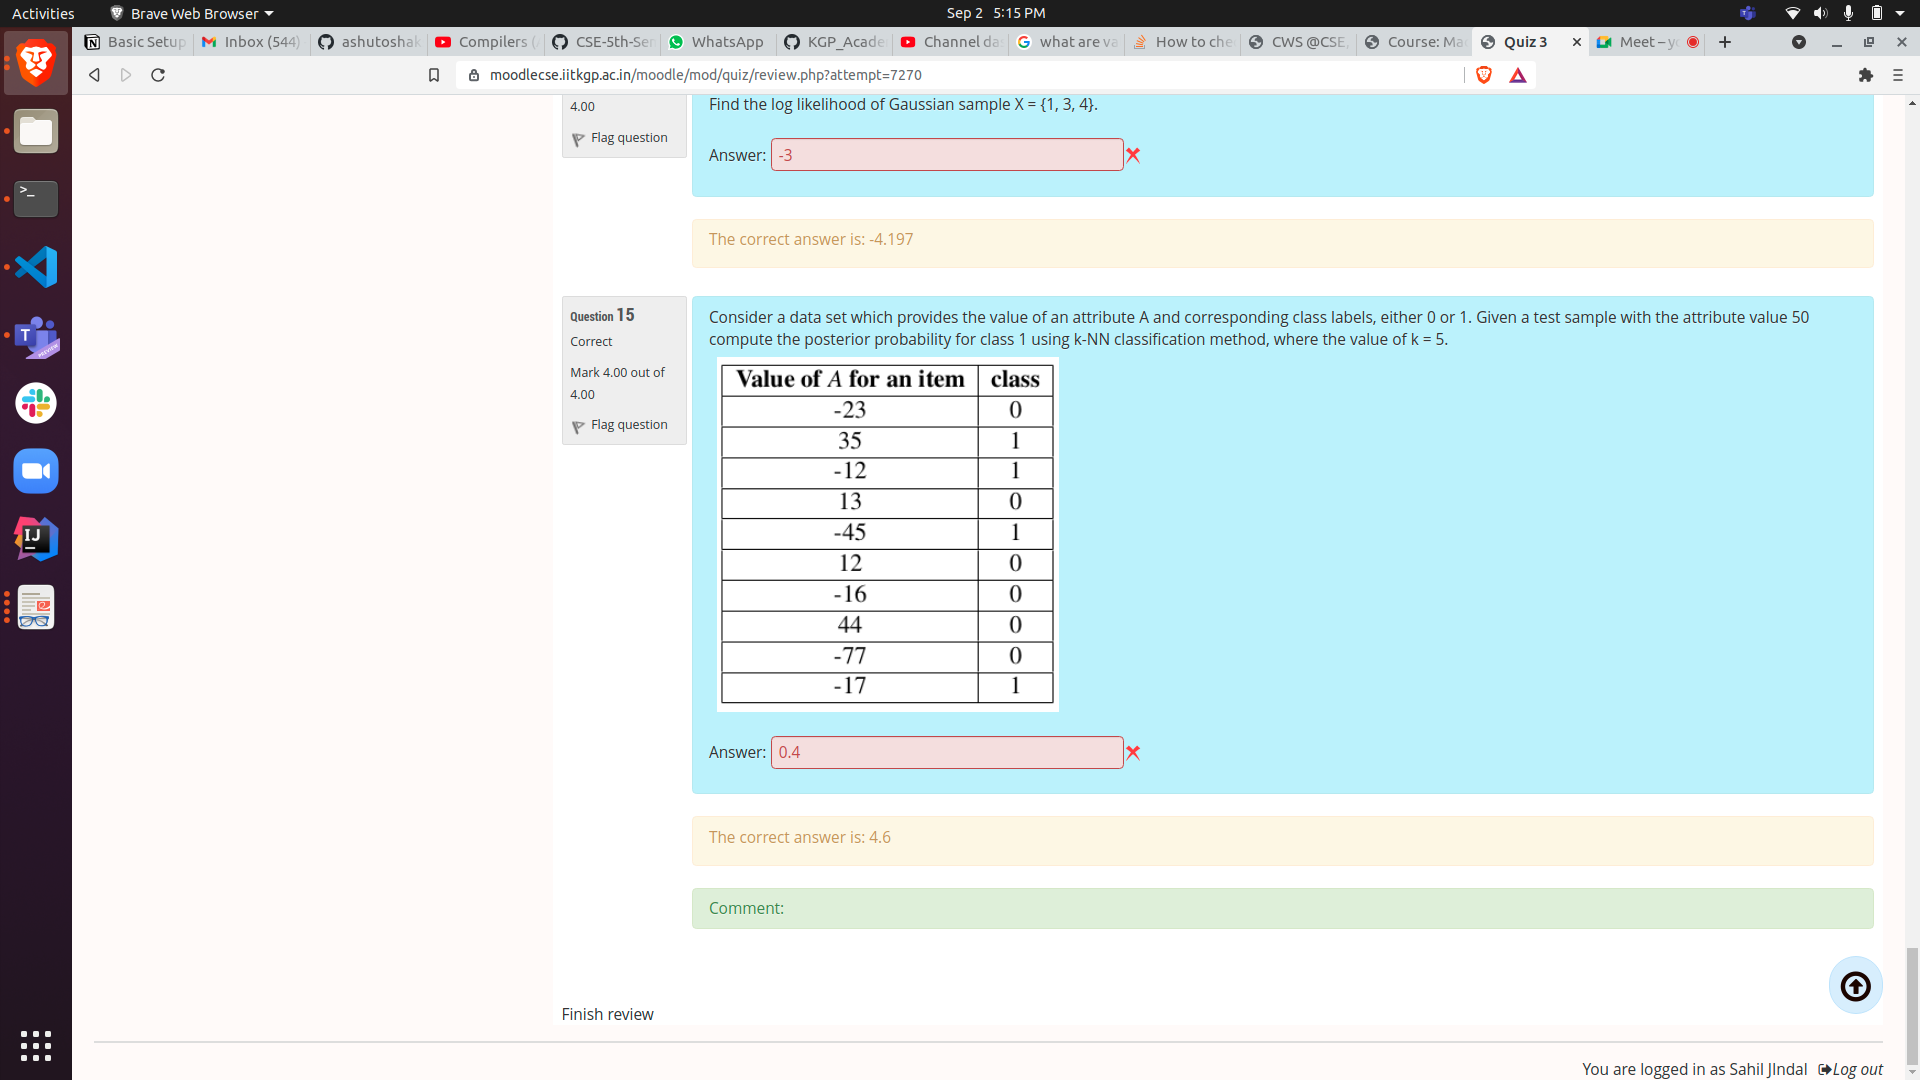 Activities
Brave Web Browser
Sep 2 5:15 PM
Basic Setup
Inbox (544)
ashutoshak
Compilers (
CSE-5th-Sem
WhatsApp
KGP_Acade
Channel da
what are va
How to che
CWS @CSE,
Course: Ma
Quiz 3
Meet – yo
moodlecse.iitkgp.ac.in/moodle/mod/quiz/review.php?attempt=7270
4.00
Flag question
Find the log likelihood of Gaussian sample X = {1, 3, 4}.
Answer: -3
The correct answer is: -4.197
Question 15
Correct
Mark 4.00 out of
4.00
Flag question
Consider a data set which provides the value of an attribute A and corresponding class labels, either 0 or 1. Given a test sample with the attribute value 50
compute the posterior probability for class 1 using k-NN classification method, where the value of k = 5.
Value of A for an item class
-23 0
35 1
-12 1
13 0
-45 1
12 0
-16 0
44 0
-77 0
-17 1
Answer: 0.4
The correct answer is: 4.6
Comment:
Finish review
You are logged in as Sahil JIndal Log out